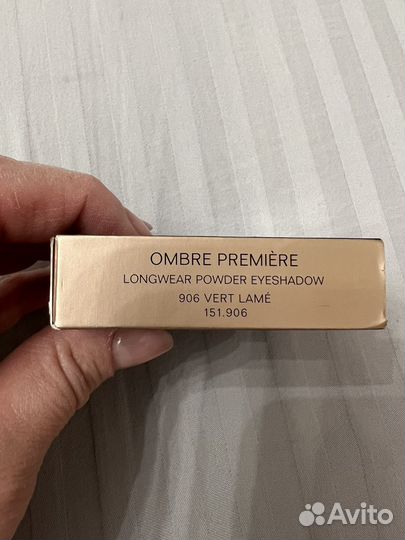 OMBRE PREMIÈRE
LONGWEAR POWDER EYESHADOW
906 VERT LAMÉ
151.906
Avito